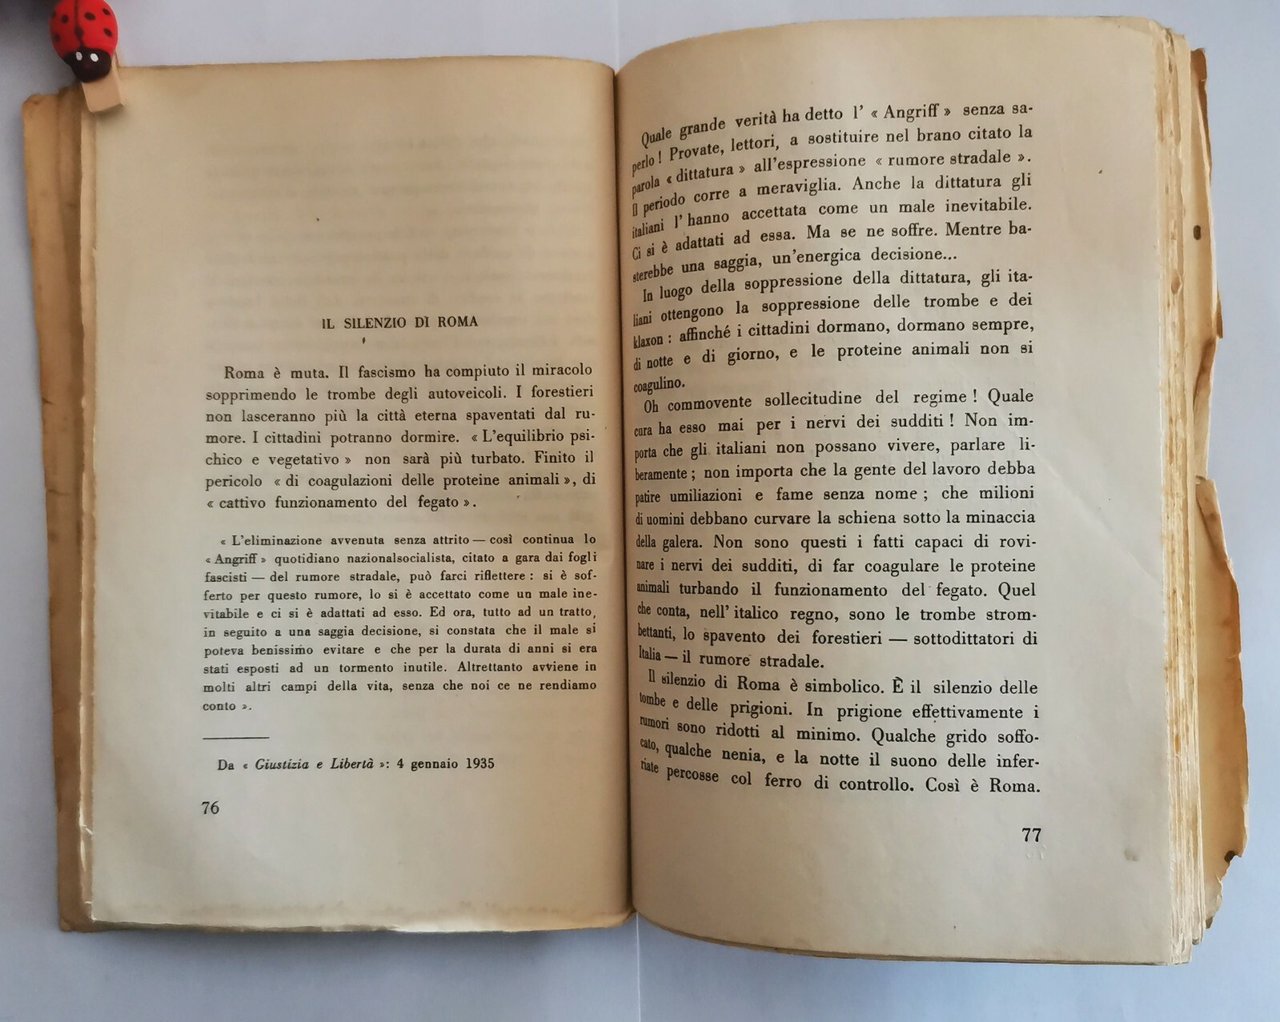 IL SILENZIO DI ROMA
Roma è muta. Il fascismo ha compiuto il miracolo
sopprimendo le trombe degli autoveicoli. I forestieri
non lasceranno più la città eterna spaventati dal ru-
more. I cittadini potranno dormire. « L'equilibrio psi-
chico e vegetativo » non sarà più turbato. Finito il
pericolo « di coagulazioni delle proteine animali », di
« cattivo funzionamento del fegato ».
« L'eliminazione avvenuta senza attrito — così continua lo
« Angriff » quotidiano nazionalsocialista, citato a gara dai fogli
fascisti — del rumore stradale, può farci riflettere : si è sof-
ferto per questo rumore, lo si è accettato come un male ine-
vitabile e ci si è adattati ad esso. Ed ora, tutto ad un tratto,
in seguito a una saggia decisione, si constata che il male si
poteva benissimo evitare e che per la durata di anni si era
stati esposti ad un tormento inutile. Altrettanto avviene in
molti altri campi della vita, senza che noi ce ne rendiamo
conto ».
Da « Giustizia e Libertà »: 4 gennaio 1935
76
Quale grande verità ha detto l' « Angriff » senza sa-
perlo ! Provate, lettori, a sostituire nel brano citato la
parola « dittatura » all'espressione « rumore stradale ».
Il periodo corre a meraviglia. Anche la dittatura gli
italiani l'hanno accettata come un male inevitabile.
Ci si è adattati ad essa. Ma se ne soffre. Mentre ba-
sterebbe una saggia, un'energica decisione...
In luogo della soppressione della dittatura, gli ita-
liani ottengono la soppressione delle trombe e dei
klaxon : affinché i cittadini dormano, dormano sempre,
di notte e di giorno, e le proteine animali non si
coagulino.
Oh commovente sollecitudine del regime ! Quale
cura ha esso mai per i nervi dei sudditi ! Non im-
porta che gli italiani non possano vivere, parlare li-
beramente ; non importa che la gente del lavoro debba
patire umiliazioni e fame senza nome ; che milioni
di uomini debbano curvare la schiena sotto la minaccia
della galera. Non sono questi i fatti capaci di rovi-
nare i nervi dei sudditi, di far coagulare le proteine
animali turbando il funzionamento del fegato. Quel
che conta, nell'italico regno, sono le trombe strom-
bettanti, lo spavento dei forestieri — sottodittatori di
Italia — il rumore stradale.
Il silenzio di Roma è simbolico. È il silenzio delle
tombe e delle prigioni. In prigione effettivamente i
rumori sono ridotti al minimo. Qualche grido soffo-
cato, qualche nenia, e la notte il suono delle infer-
riate percosse col ferro di controllo. Così è Roma.
77